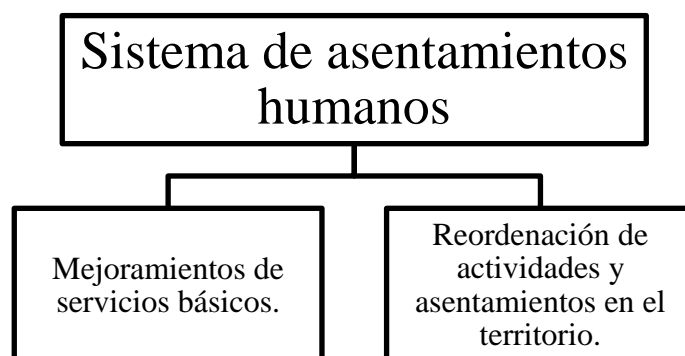 Sistema de asentamientos
humanos
Mejoramientos de
servicios básicos.
Reordenación de
actividades y
asentamientos en el
territorio.